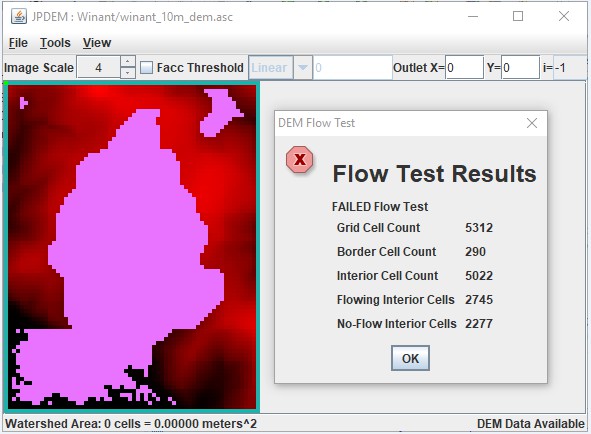 JPDEM : Winant/winant_10m_dem.asc
File Tools View
Image Scale 4 Facc Threshold Linear 0 Outlet X= 0 Y= 0 i= -1
DEM Flow Test
X
Flow Test Results
FAILED Flow Test
Grid Cell Count 5312
Border Cell Count 290
Interior Cell Count 5022
Flowing Interior Cells 2745
No-Flow Interior Cells 2277
OK
Watershed Area: 0 cells = 0.00000 meters^2 DEM Data Available